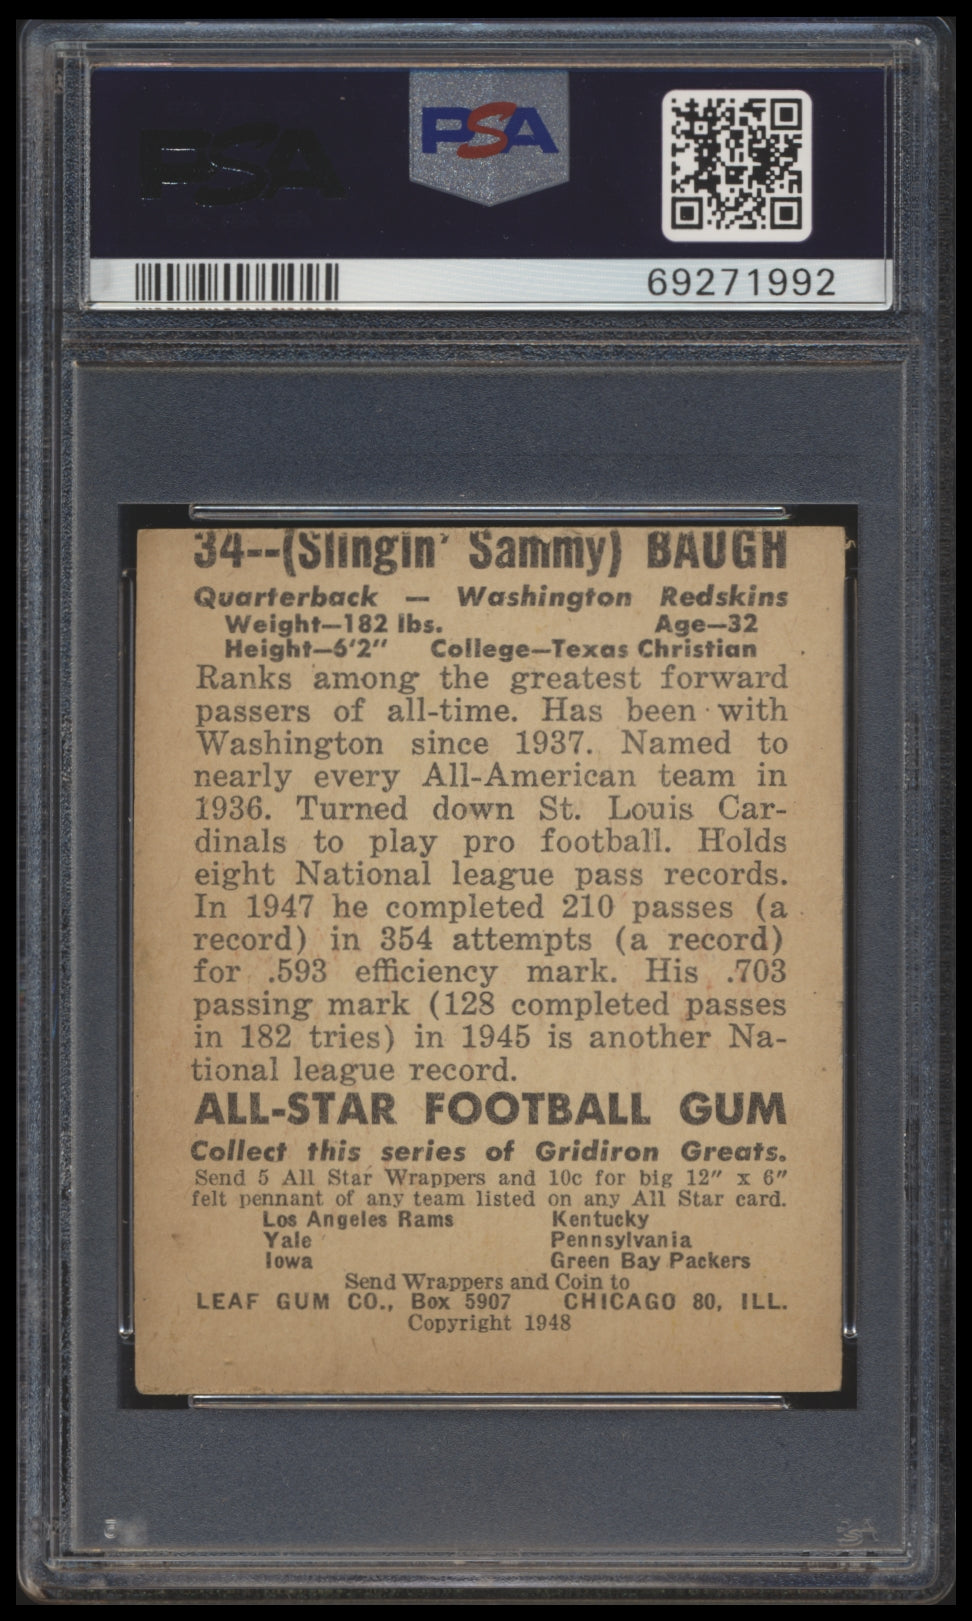 PSA
PSA
69271992
34--(Slingin' Sammy) BAUGH
Quarterback — Washington Redskins
Weight—182 lbs. Age—32
Height—6'2" College—Texas Christian
Ranks among the greatest forward
passers of all-time. Has been with
Washington since 1937. Named to
nearly every All-American team in
1936. Turned down St. Louis Car-
dinals to play pro football. Holds
eight National league pass records.
In 1947 he completed 210 passes (a
record) in 354 attempts (a record)
for .593 efficiency mark. His .703
passing mark (128 completed passes
in 182 tries) in 1945 is another Na-
tional league record.
ALL-STAR FOOTBALL GUM
Collect this series of Gridiron Greats.
Send 5 All Star Wrappers and 10c for big 12" x 6"
felt pennant of any team listed on any All Star card.
Los Angeles Rams Kentucky
Yale Pennsylvania
Iowa Green Bay Packers
Send Wrappers and Coin to
LEAF GUM CO., Box 5907 CHICAGO 80, ILL.
Copyright 1948
PSA